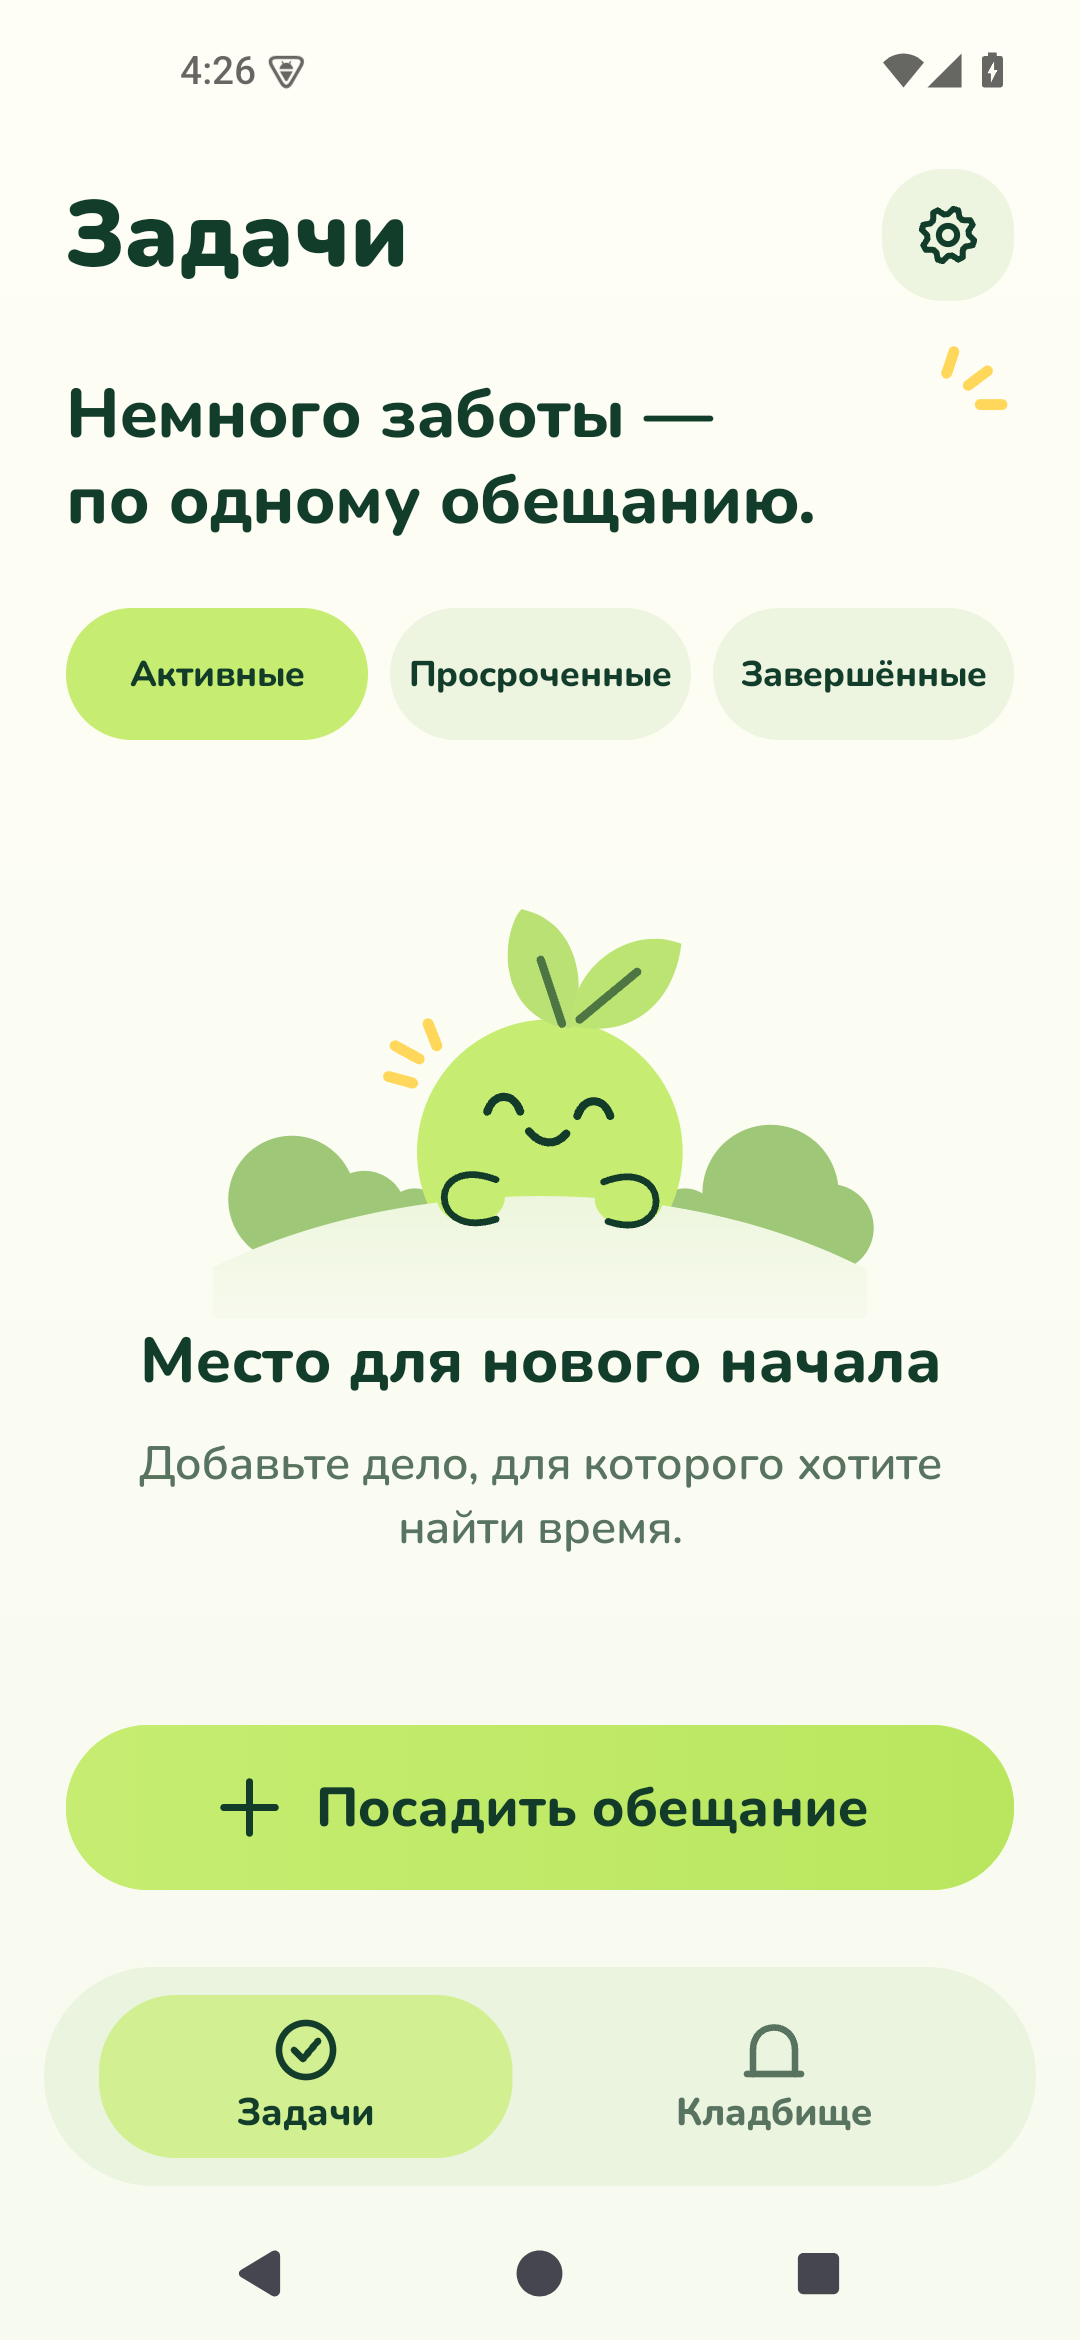 4:26
Задачи
Немного заботы —
по одному обещанию.
Активные
Просроченные
Завершённые
Место для нового начала
Добавьте дело, для которого хотите
найти время.
Посадить обещание
Задачи
Кладбище